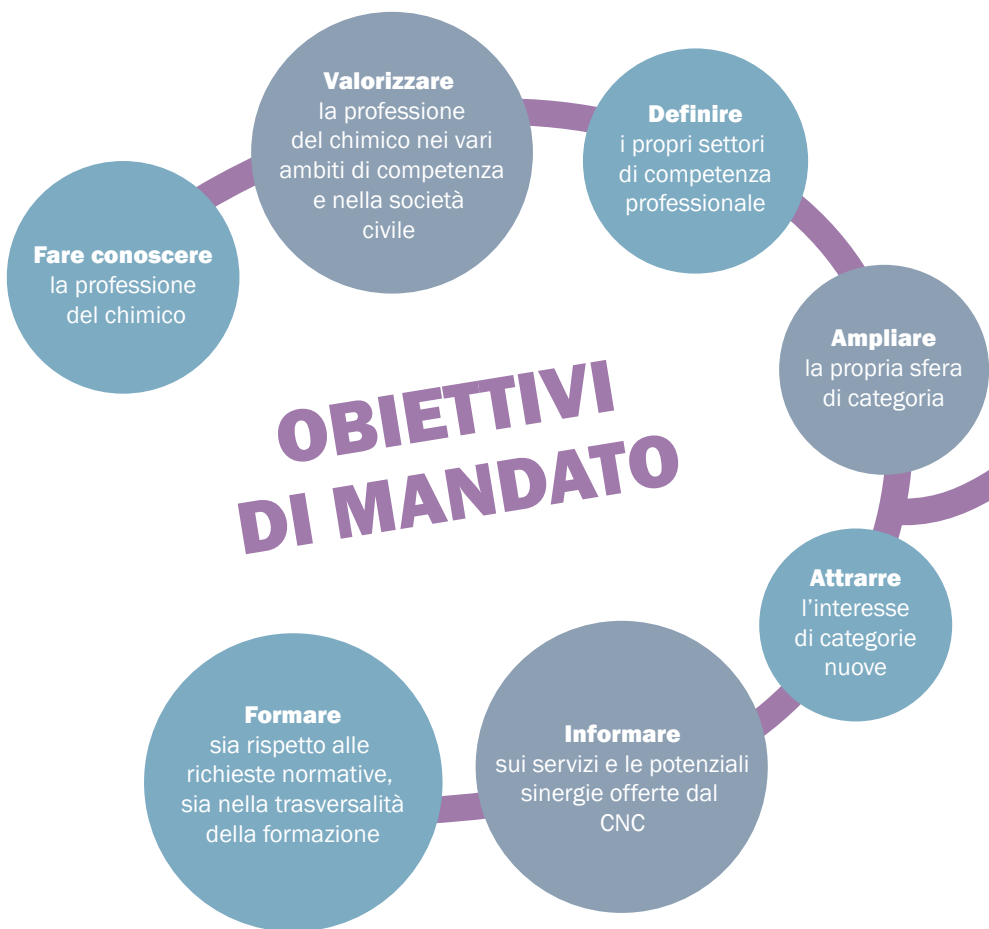 Fare conoscere
la professione
del chimico
Valorizzare
la professione
del chimico nei vari
ambiti di competenza
e nella società
civile
Definire
i propri settori
di competenza
professionale
Ampliare
la propria sfera
di categoria
OBIETTIVI
DI MANDATO
Attrarre
l'interesse
di categorie
nuove
Informare
sui servizi e le potenziali
sinergie offerte dal
CNC
Formare
sia rispetto alle
richieste normative,
sia nella trasversalità
della formazione